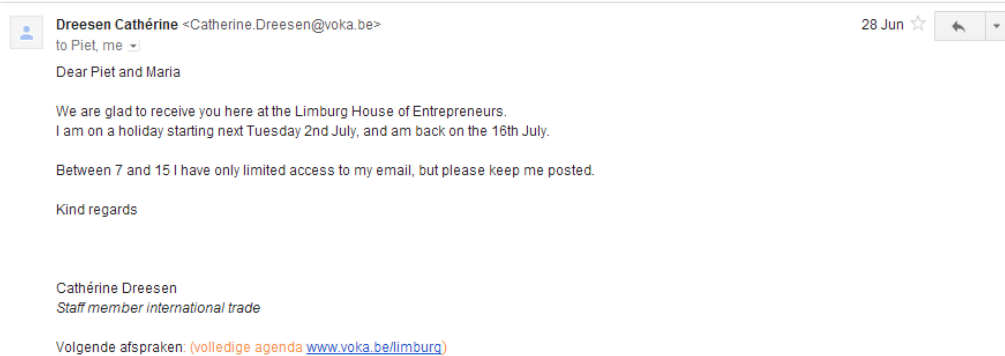 Dreesen Cathérine <Catherine.Dreesen@voka.be>
28 Jun
to Piet, me
Dear Piet and Maria
We are glad to receive you here at the Limburg House of Entrepreneurs.
I am on a holiday starting next Tuesday 2nd July, and am back on the 16th July.
Between 7 and 15 I have only limited access to my email, but please keep me posted.
Kind regards
Cathérine Dreesen
Staff member international trade
Volgende afspraken: (volledige agenda www.voka.be/limburg)